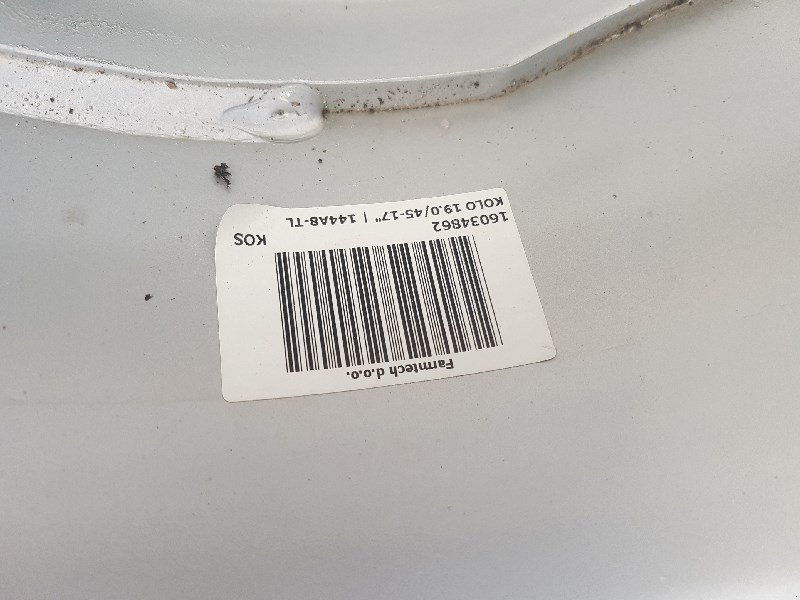 Farmtech d.o.o.
16034862 KOS
KOLO 19.0/45-17" | 144A8-TL